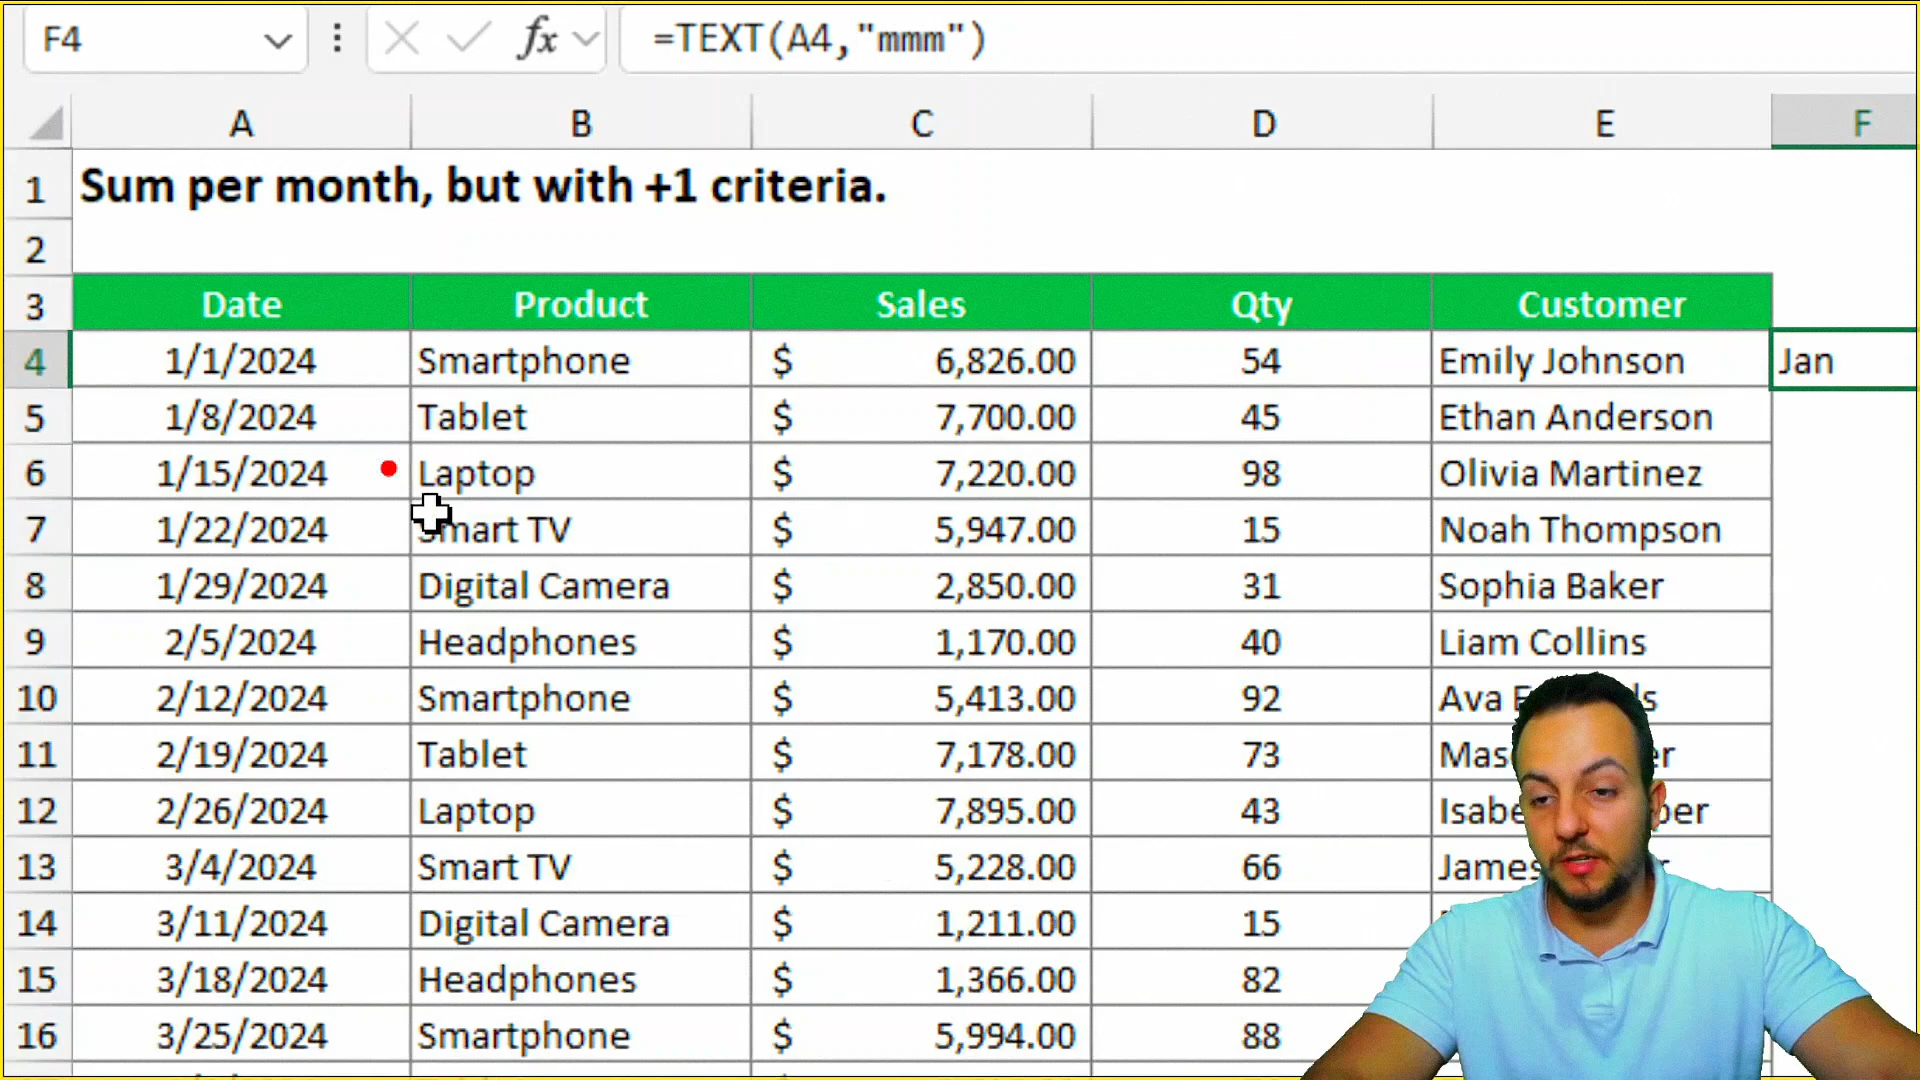 F4 fx =TEXT(A4,"mmm")
A B C D E F
1 Sum per month, but with +1 criteria.
2
3 Date Product Sales Qty Customer
4 1/1/2024 Smartphone $ 6,826.00 54 Emily Johnson Jan
5 1/8/2024 Tablet $ 7,700.00 45 Ethan Anderson
6 1/15/2024 Laptop $ 7,220.00 98 Olivia Martinez
7 1/22/2024 Smart TV $ 5,947.00 15 Noah Thompson
8 1/29/2024 Digital Camera $ 2,850.00 31 Sophia Baker
9 2/5/2024 Headphones $ 1,170.00 40 Liam Collins
10 2/12/2024 Smartphone $ 5,413.00 92 Ava
11 2/19/2024 Tablet $ 7,178.00 73
12 2/26/2024 Laptop $ 7,895.00 43
13 3/4/2024 Smart TV $ 5,228.00 66 James
14 3/11/2024 Digital Camera $ 1,211.00 15
15 3/18/2024 Headphones $ 1,366.00 82
16 3/25/2024 Smartphone $ 5,994.00 88